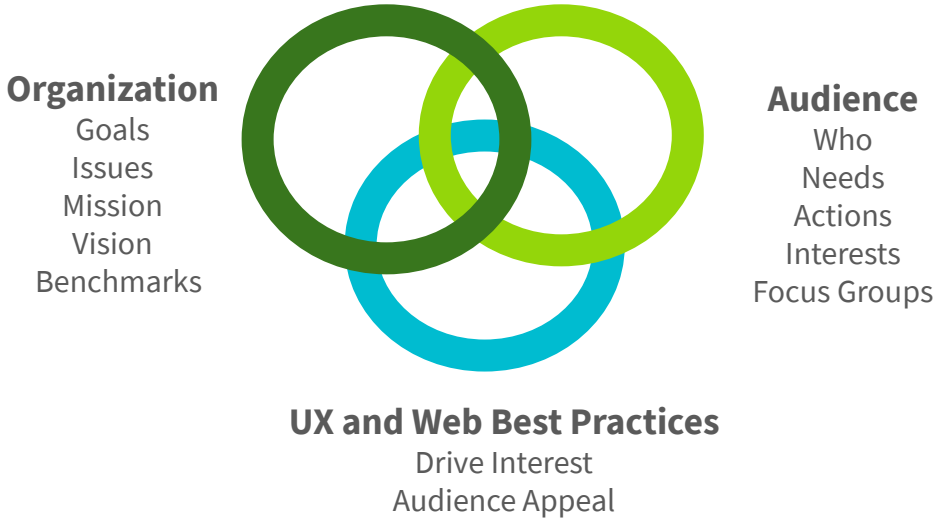 Organization
Goals
Issues
Mission
Vision
Benchmarks
Audience
Who
Needs
Actions
Interests
Focus Groups
UX and Web Best Practices
Drive Interest
Audience Appeal